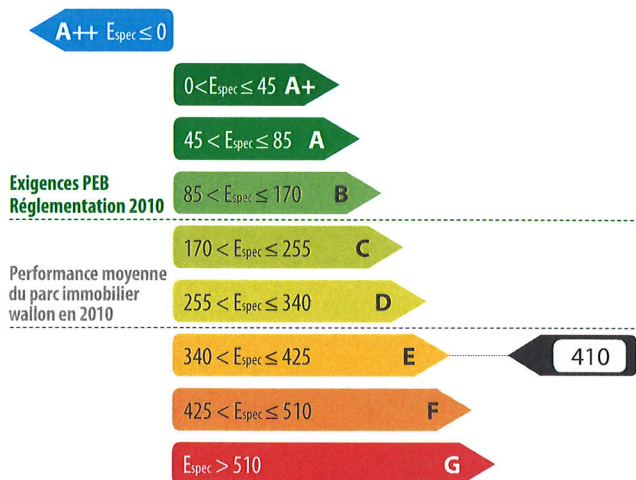 A++ Espec ≤ 0
0<Espec ≤ 45 A+
45 < Espec ≤ 85 A
Exigences PEB
Réglementation 2010
85 < Espec ≤ 170 B
170 < Espec ≤ 255 C
Performance moyenne
du parc immobilier
wallon en 2010
255 < Espec ≤ 340 D
340 < Espec ≤ 425 E
410
425 < Espec ≤ 510 F
Espec > 510 G